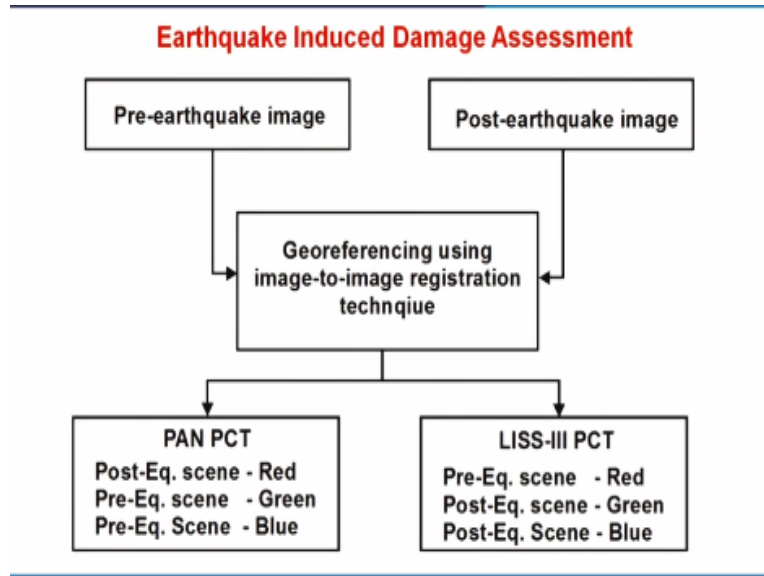 Earthquake Induced Damage Assessment
Pre-earthquake image
Post-earthquake image
Georeferencing using
image-to-image registration
technqiue
PAN PCT
Post-Eq. scene - Red
Pre-Eq. scene - Green
Pre-Eq. Scene - Blue
LISS-III PCT
Pre-Eq. scene - Red
Post-Eq. scene - Green
Post-Eq. Scene - Blue